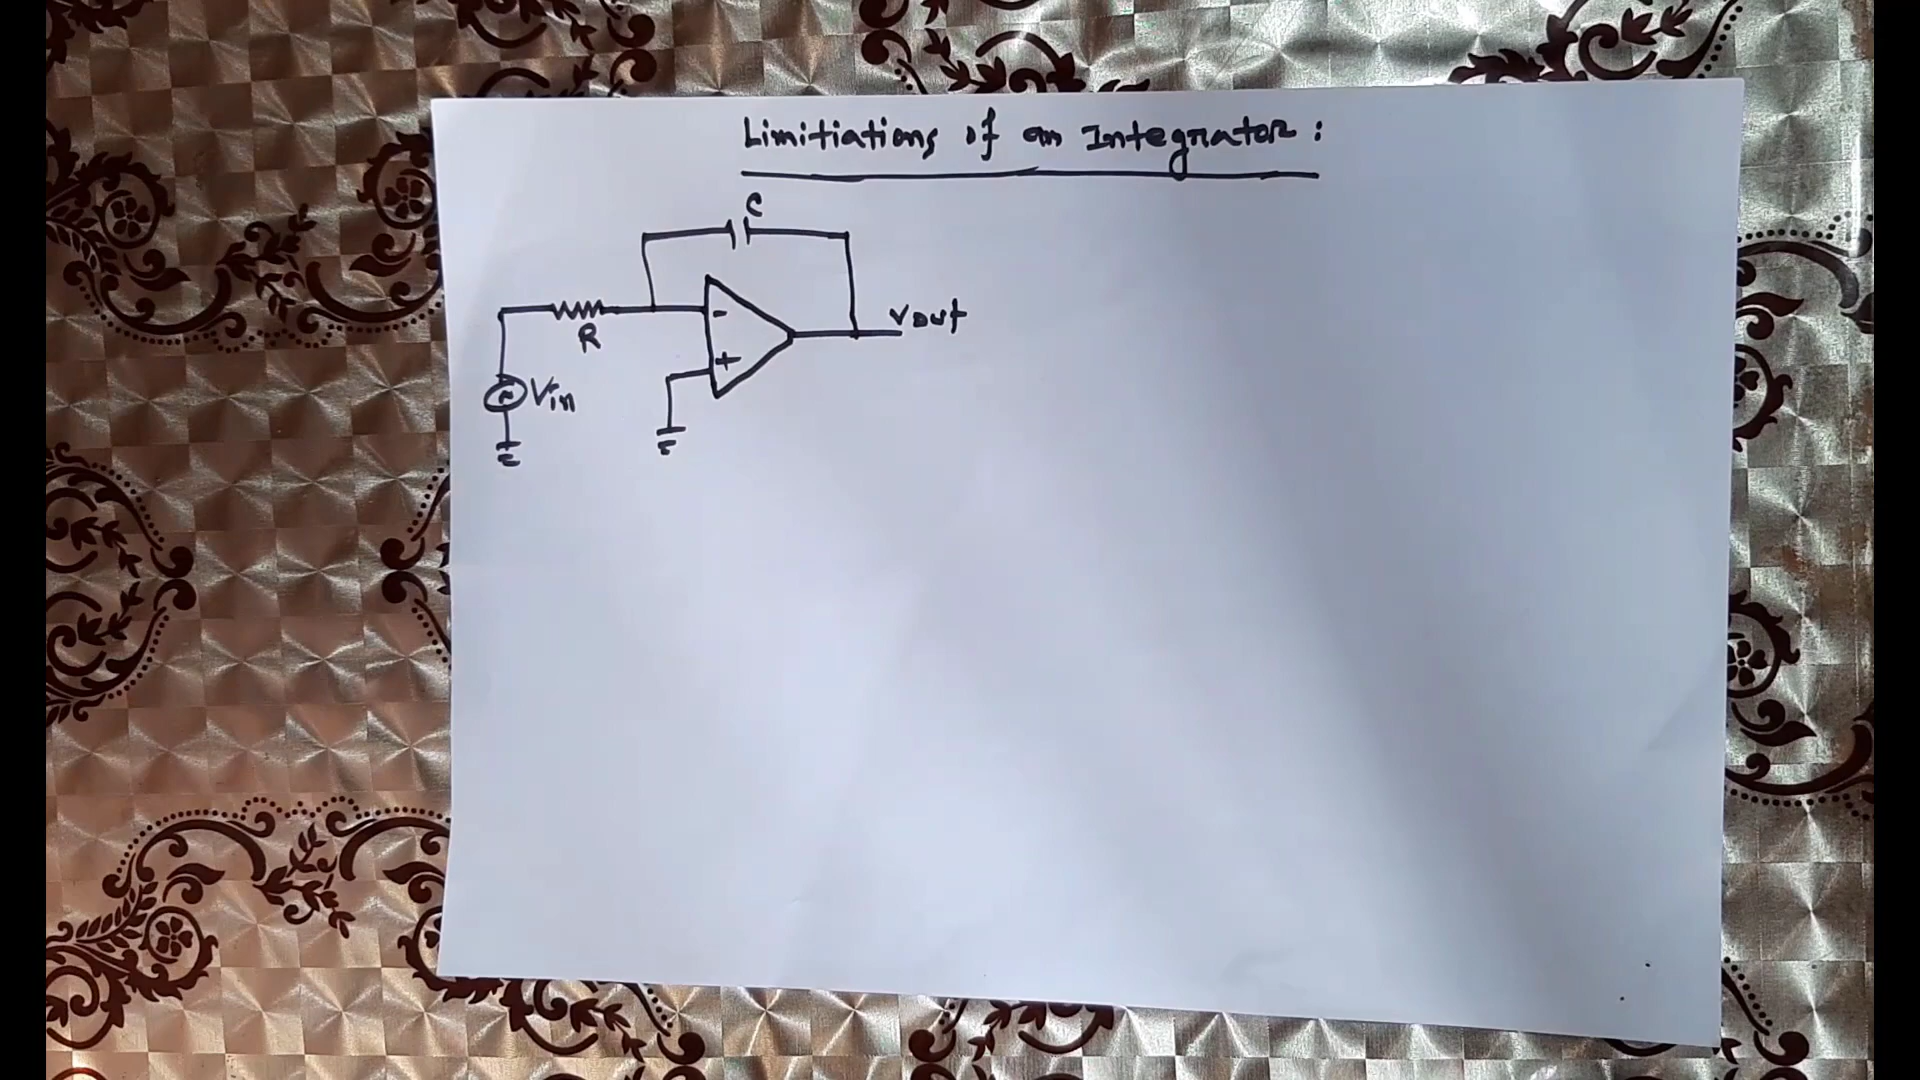 Limitiations of an Integrator :
C
R
-
+
Vout
~
Vin